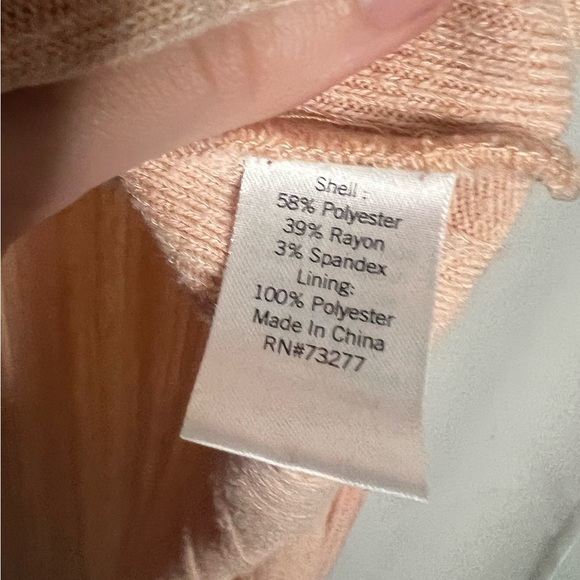 Shell :
58% Polyester
39% Rayon
3% Spandex
Lining:
100% Polyester
Made In China
RN#73277